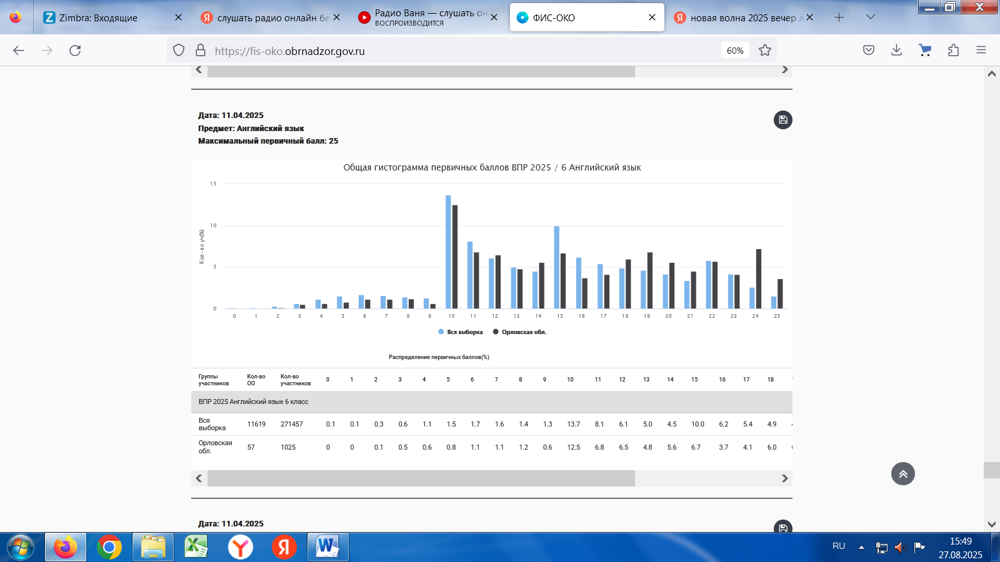 Zimbra: Входящие
слушать радио онлайн бе
Радио Ваня — слушать он
ВОСПРОИЗВОДИТСЯ
ФИС-ОКО
новая волна 2025 вечер
https://fis-oko.obrnadzor.gov.ru
60%
Дата: 11.04.2025
Предмет: Английский язык
Максимальный первичный балл: 25
Общая гистограмма первичных баллов ВПР 2025 / 6 Английский язык
15
10
5
0
Кол-во уч(%)
0 1 2 3 4 5 6 7 8 9 10 11 12 13 14 15 16 17 18 19 20 21 22 23 24 25
Вся выборка Орловская обл.
Распределение первичных баллов(%)
Группы участников Кол-во ОО Кол-во участников 0 1 2 3 4 5 6 7 8 9 10 11 12 13 14 15 16 17 18
ВПР 2025 Английский язык 6 класс
Вся выборка 11619 271457 0.1 0.1 0.3 0.6 1.1 1.5 1.7 1.6 1.4 1.3 13.7 8.1 6.1 5.0 4.5 10.0 6.2 5.4 4.9
Орловская обл. 57 1025 0 0 0.1 0.5 0.6 0.8 1.1 1.1 1.2 0.6 12.5 6.8 6.5 4.8 5.6 6.7 3.7 4.1 6.0
Дата: 11.04.2025
RU
15:49
27.08.2025